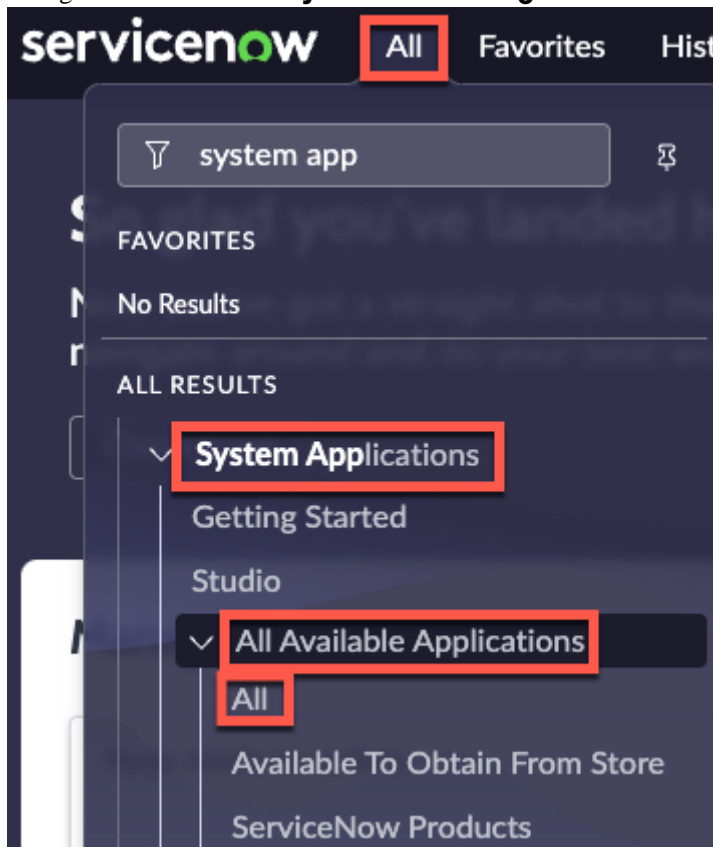 servicenow All Favorites Hist
system app
FAVORITES
No Results
ALL RESULTS
System Applications
Getting Started
Studio
All Available Applications
All
Available To Obtain From Store
ServiceNow Products